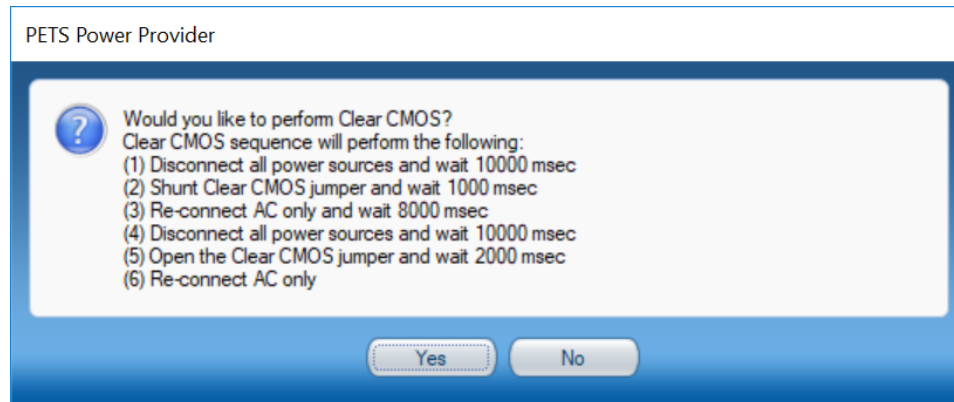 PETS Power Provider
?
Would you like to perform Clear CMOS?
Clear CMOS sequence will perform the following:
(1) Disconnect all power sources and wait 10000 msec
(2) Shunt Clear CMOS jumper and wait 1000 msec
(3) Re-connect AC only and wait 8000 msec
(4) Disconnect all power sources and wait 10000 msec
(5) Open the Clear CMOS jumper and wait 2000 msec
(6) Re-connect AC only
Yes
No